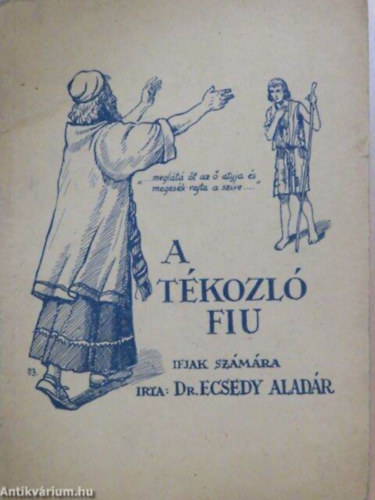 "... meglátá őt az ő atyja és
megesék rajta a szíve ...."
A
TÉKOZLÓ
FIU
IFJAK SZÁMÁRA
IRTA: DR. ECSEDY ALADÁR
Antikvárium.hu